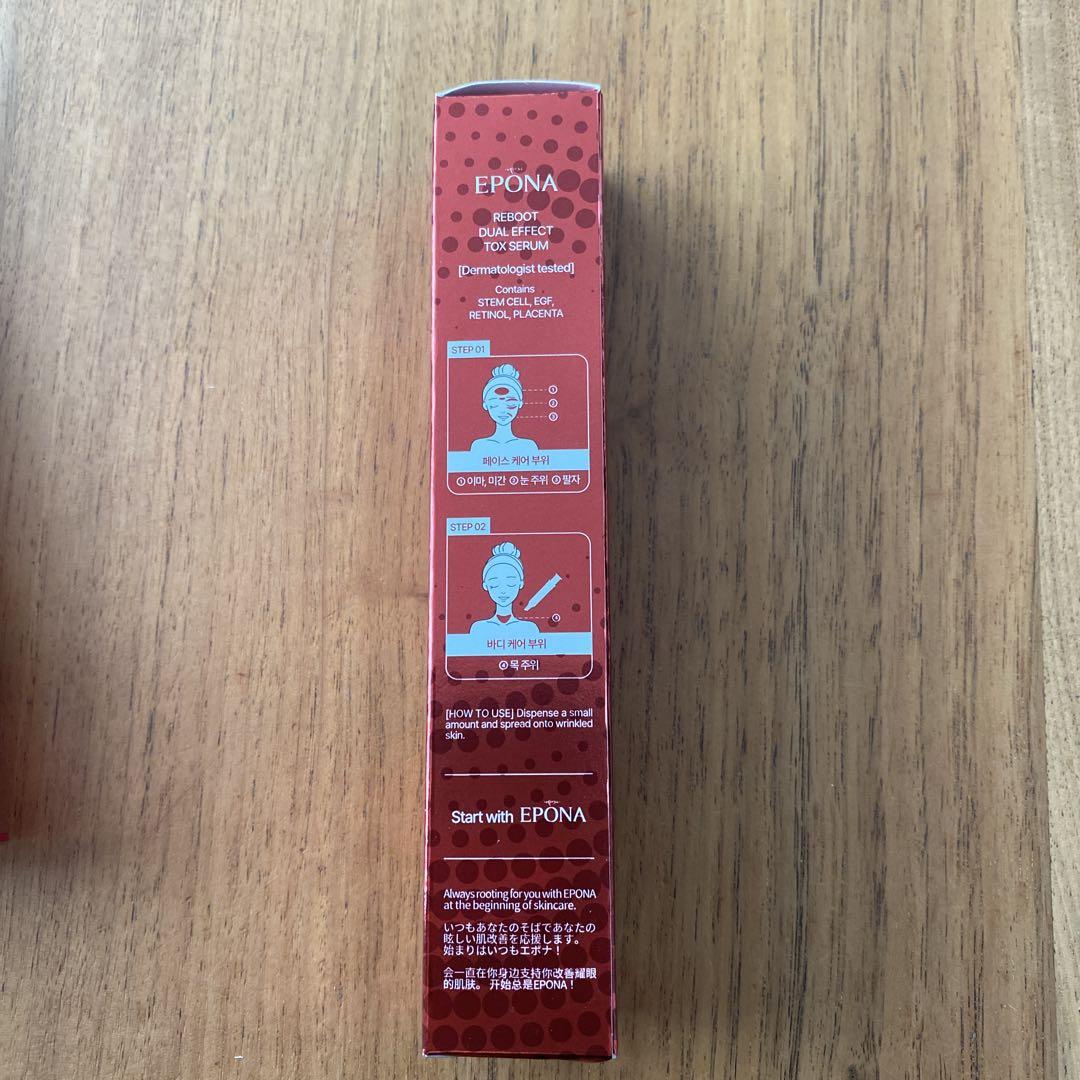 EPONA
REBOOT
DUAL EFFECT
TOX SERUM
[Dermatologist tested]
Contains
STEM CELL, EGF,
RETINOL, PLACENTA
STEP 01
①
②
③
페이스 케어 부위
① 이마, 미간 ② 눈 주위 ③ 팔자
STEP 02
바디 케어 부위
④ 목 주위
[HOW TO USE] Dispense a small
amount and spread onto wrinkled
skin.
Start with EPONA
Always rooting for you with EPONA
at the beginning of skincare.
いつもあなたのそばであなたの
眩しい肌改善を応援します。
始まりはいつもエポナ！
会一直在你身边支持你改善耀眼
的肌肤。 开始总是EPONA！